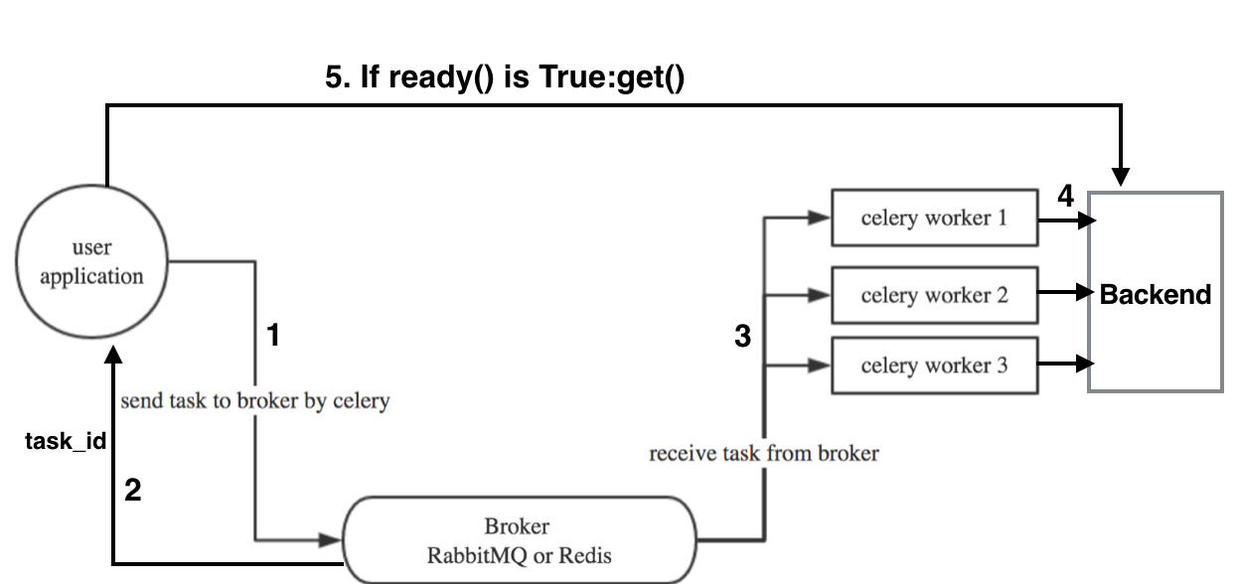 5. If ready() is True:get()
4
celery worker 1
user
application
celery worker 2
Backend
1
3
celery worker 3
send task to broker by celery
task_id
receive task from broker
2
Broker
RabbitMQ or Redis